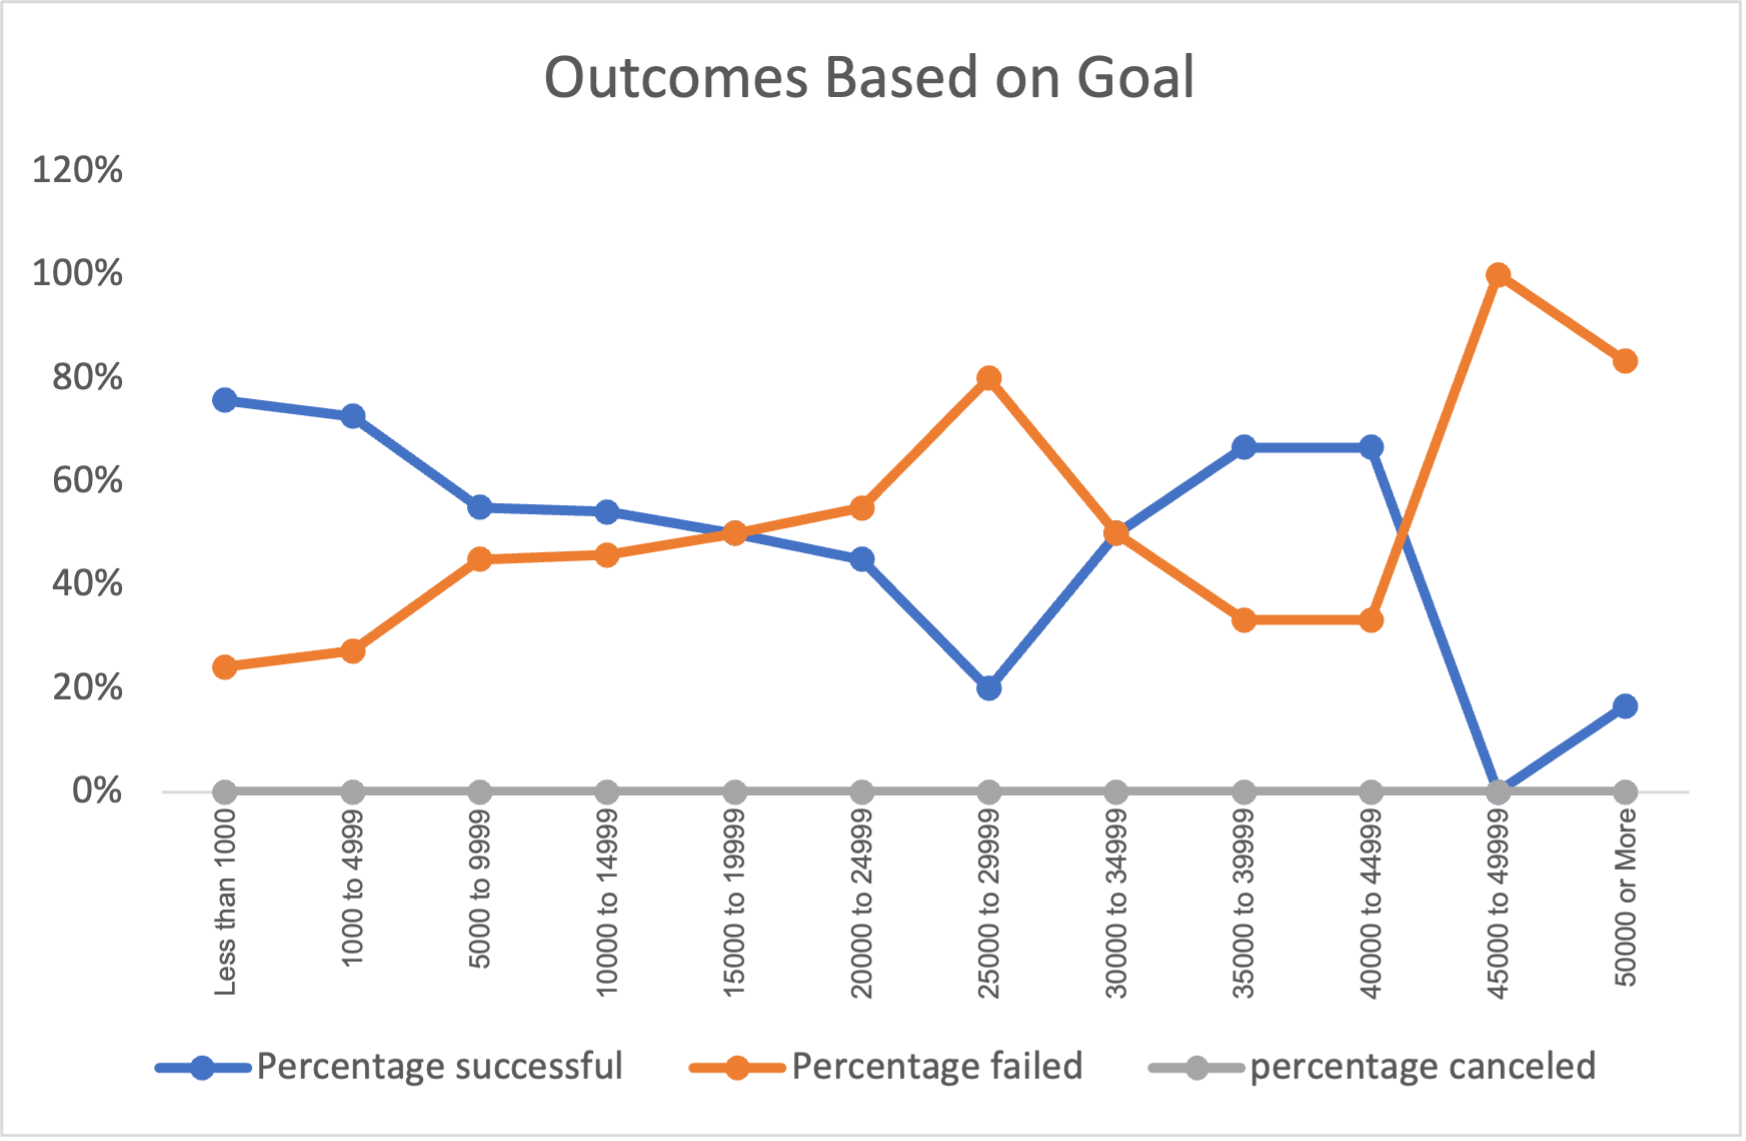 Outcomes Based on Goal
120%
100%
80%
60%
40%
20%
0%
Less than 1000
1000 to 4999
5000 to 9999
10000 to 14999
15000 to 19999
20000 to 24999
25000 to 29999
30000 to 34999
35000 to 39999
40000 to 44999
45000 to 49999
50000 or More
Percentage successful
Percentage failed
percentage canceled